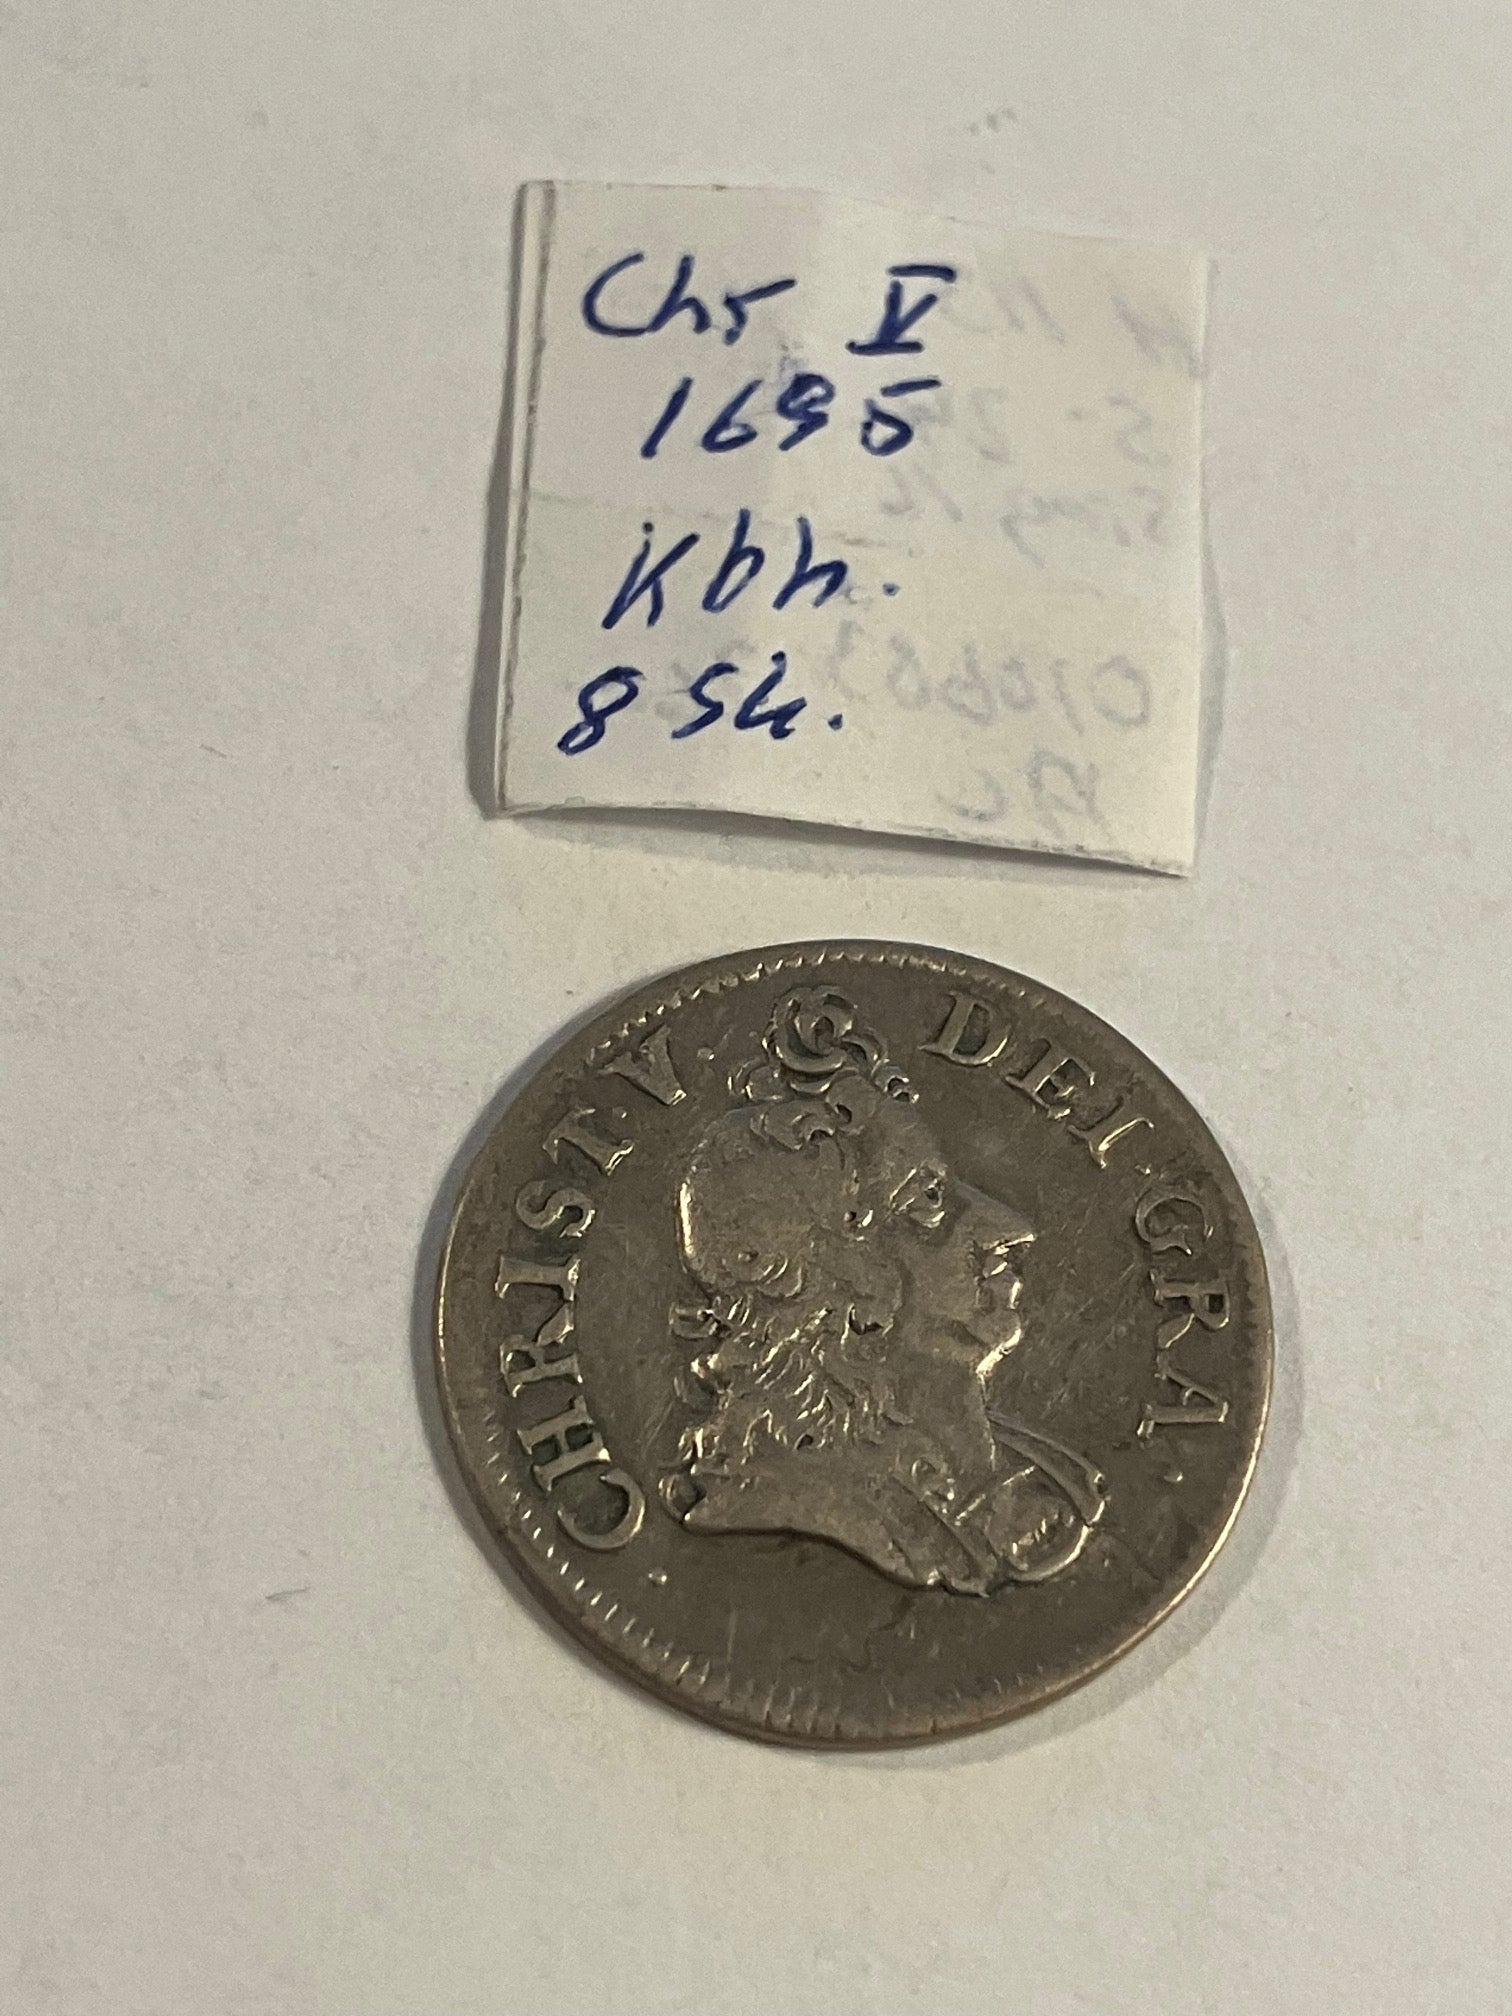 Chr V
1695
Kbh.
8 Sk.
CHRIST·V· DEI·GRA·